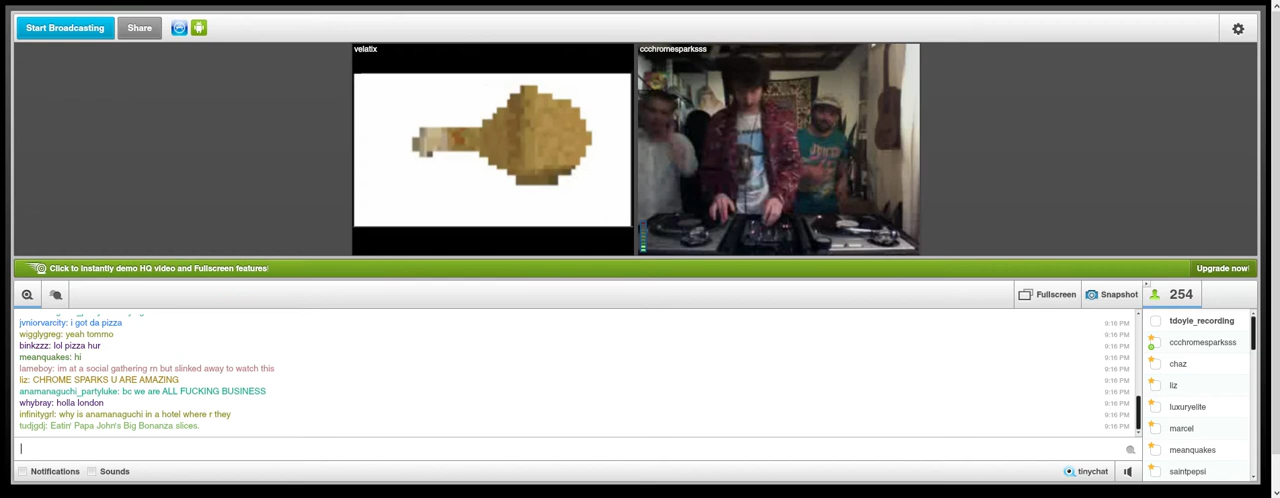 Start Broadcasting
Share
velatix
ccchromesparksss
Click to instantly demo HQ video and Fullscreen features!
Upgrade now!
Fullscreen
Snapshot
254
jvniorvarcity: i got da pizza 9:16 PM
wigglygreg: yeah tommo 9:16 PM
binkzzz: lol pizza hur 9:16 PM
meanquakes: hi 9:16 PM
lameboy: im at a social gathering rn but slinked away to watch this 9:16 PM
liz: CHROME SPARKS U ARE AMAZING 9:16 PM
anamanaguchi_partyluke: bc we are ALL FUCKING BUSINESS 9:16 PM
whybray: holla london 9:16 PM
infinitygrl: why is anamanaguchi in a hotel where r they 9:16 PM
tudjgdj: Eatin' Papa John's Big Bonanza slices. 9:16 PM
tdoyle_recording
ccchromesparksss
chaz
liz
luxuryelite
marcel
meanquakes
saintpepsi
Notifications
Sounds
tinychat